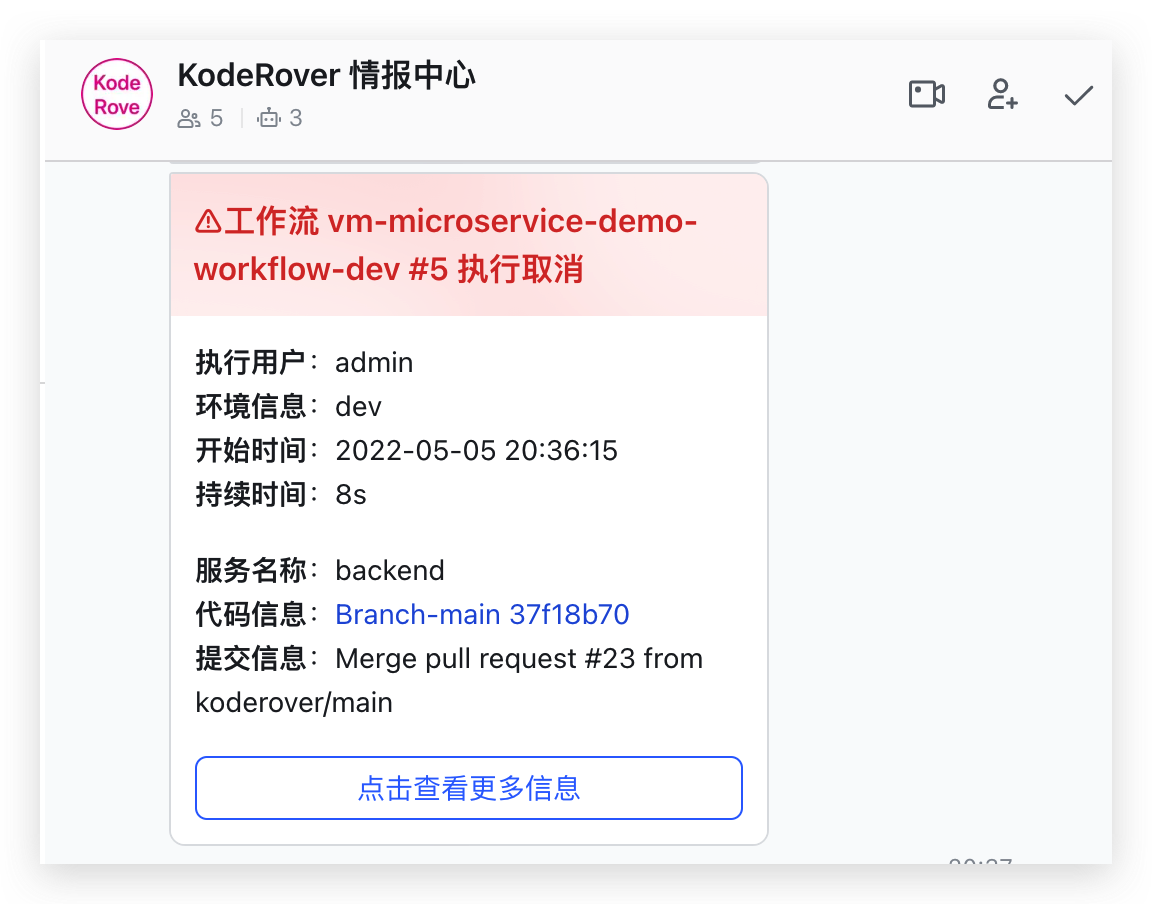 Kode
Rove
KodeRover 情报中心
5
3
⚠工作流 vm-microservice-demo-
workflow-dev #5 执行取消
执行用户：admin
环境信息：dev
开始时间：2022-05-05 20:36:15
持续时间：8s
服务名称：backend
代码信息：Branch-main 37f18b70
提交信息：Merge pull request #23 from
koderover/main
点击查看更多信息